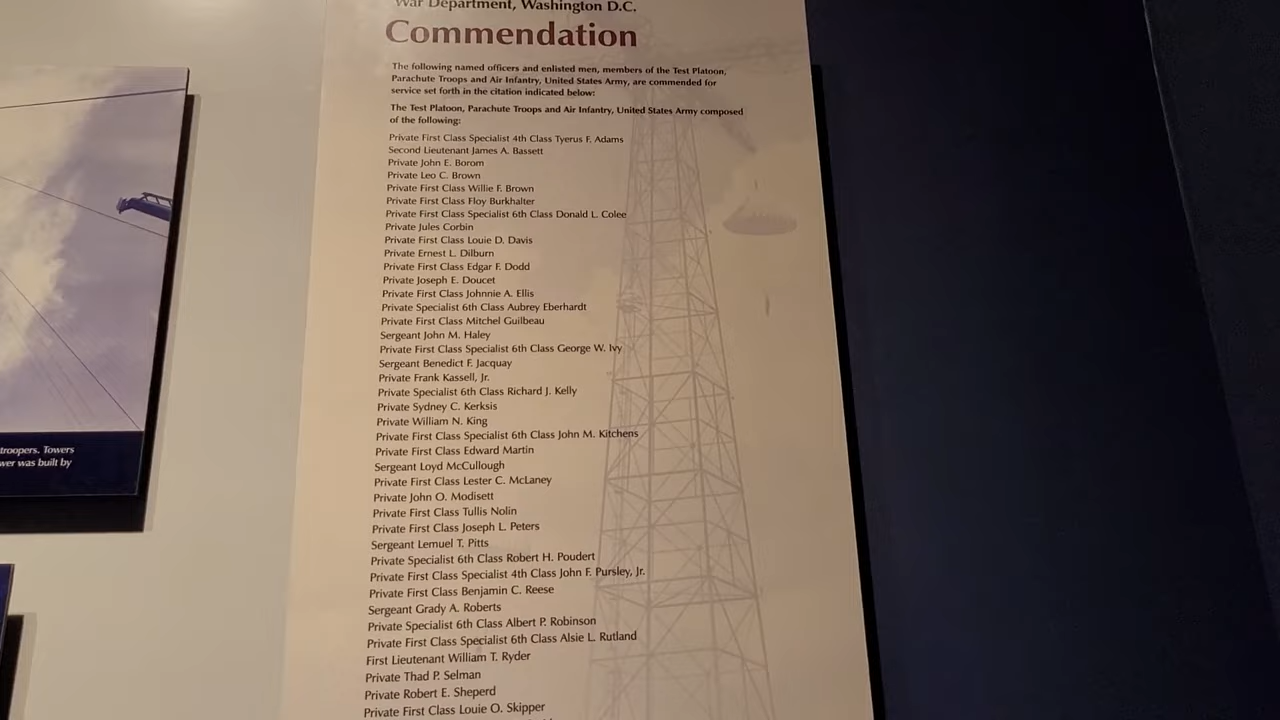 War Department, Washington D.C.
Commendation
The following named officers and enlisted men, members of the Test Platoon,
Parachute Troops and Air Infantry, United States Army, are commended for
service set forth in the citation indicated below:
The Test Platoon, Parachute Troops and Air Infantry, United States Army composed
of the following:
Private First Class Specialist 4th Class Tyerus F. Adams
Second Lieutenant James A. Bassett
Private John E. Borom
Private Leo C. Brown
Private First Class Willie F. Brown
Private First Class Floy Burkhalter
Private First Class Specialist 6th Class Donald L. Colee
Private Jules Corbin
Private First Class Louie D. Davis
Private Ernest L. Dilburn
Private First Class Edgar F. Dodd
Private Joseph E. Doucet
Private First Class Johnnie A. Ellis
Private Specialist 6th Class Aubrey Eberhardt
Private First Class Mitchel Guilbeau
Sergeant John M. Haley
Private First Class Specialist 6th Class George W. Ivy
Sergeant Benedict F. Jacquay
Private Frank Kassell, Jr.
Private Specialist 6th Class Richard J. Kelly
Private Sydney C. Kerksis
Private William N. King
Private First Class Specialist 6th Class John M. Kitchens
Private First Class Edward Martin
Sergeant Loyd McCullough
Private First Class Lester C. McLaney
Private John O. Modisett
Private First Class Tullis Nolin
Private First Class Joseph L. Peters
Sergeant Lemuel T. Pitts
Private Specialist 6th Class Robert H. Poudert
Private First Class Specialist 4th Class John F. Pursley, Jr.
Private First Class Benjamin C. Reese
Sergeant Grady A. Roberts
Private Specialist 6th Class Albert P. Robinson
Private First Class Specialist 6th Class Alsie L. Rutland
First Lieutenant William T. Ryder
Private Thad P. Selman
Private Robert E. Sheperd
Private First Class Louie O. Skipper
troopers. Towers
wer was built by